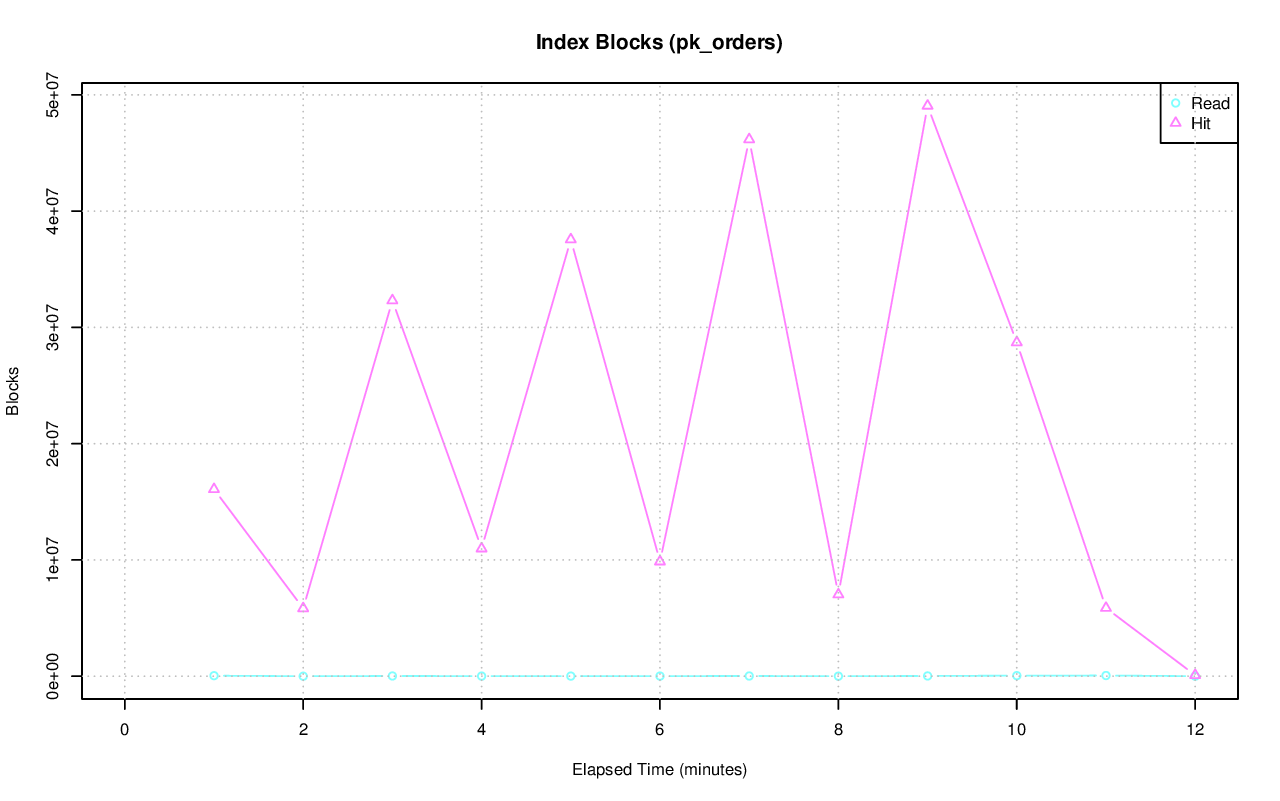 Index Blocks (pk_orders)
Read
Hit
Blocks
5e+07
4e+07
3e+07
2e+07
1e+07
0e+00
0 2 4 6 8 10 12
Elapsed Time (minutes)